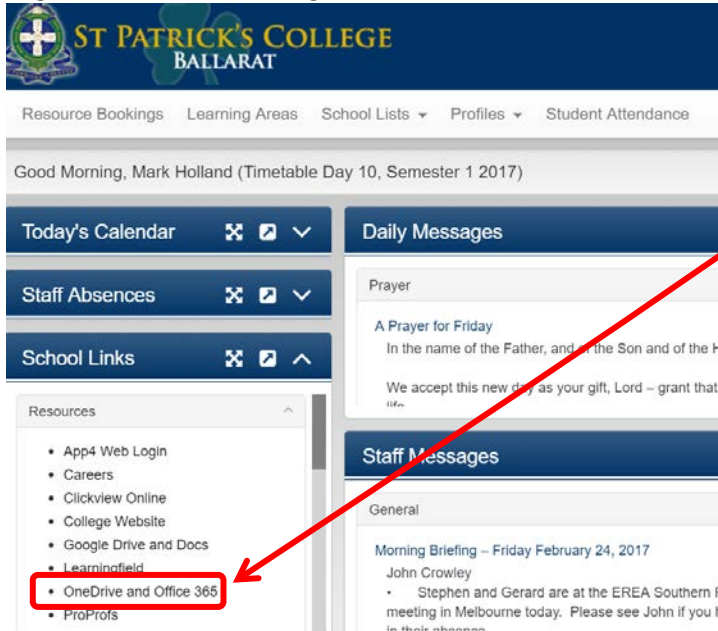 ST PATRICK'S COLLEGE
BALLARAT
Resource Bookings Learning Areas School Lists Profiles Student Attendance
Good Morning, Mark Holland (Timetable Day 10, Semester 1 2017)
Today's Calendar
Staff Absences
School Links
Resources
• App4 Web Login
• Careers
• Clickview Online
• College Website
• Google Drive and Docs
• Learningfield
• OneDrive and Office 365
• ProProfs
Daily Messages
Prayer
A Prayer for Friday
In the name of the Father, and of the Son and of the
We accept this new day as your gift, Lord – grant that
life
Staff Messages
General
Morning Briefing – Friday February 24, 2017
John Crowley
• Stephen and Gerard are at the EREA Southern
meeting in Melbourne today. Please see John if you
in their absence